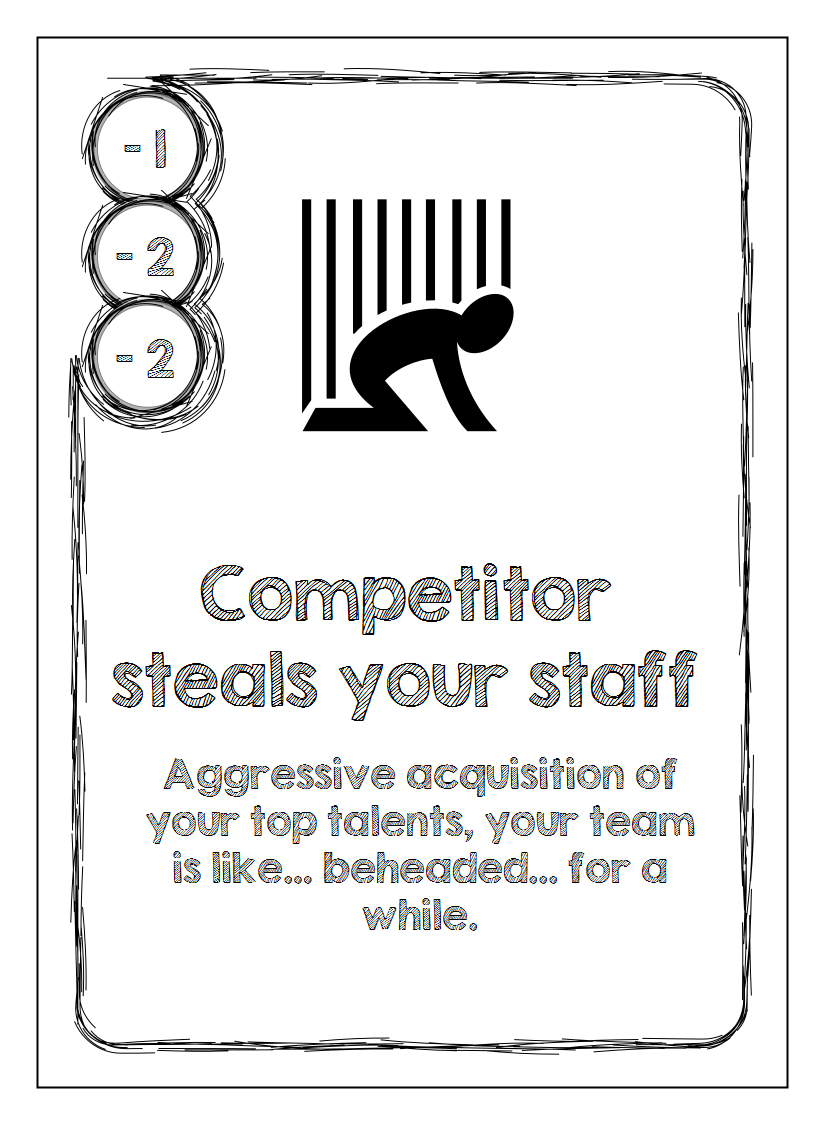 -1
-2
-2
Competitor
steals your staff
Aggressive acquisition of
your top talents, your team
is like... beheaded... for a
while.